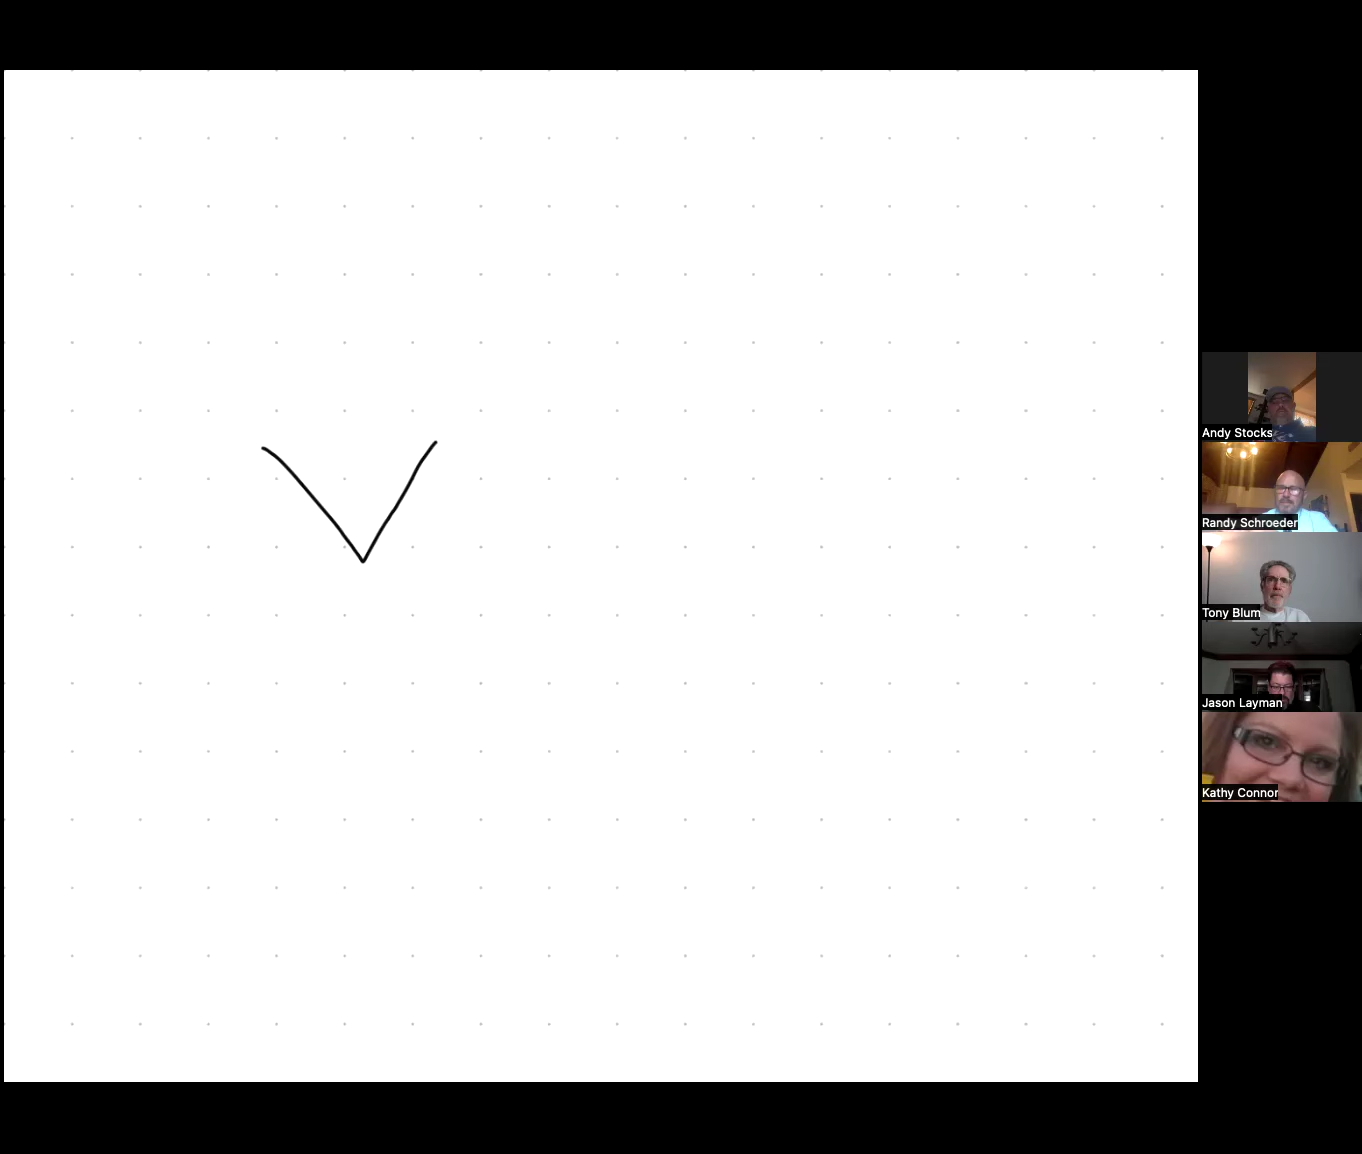 V
Andy Stocks
Randy Schroeder
Tony Blum
Jason Layman
Kathy Connor